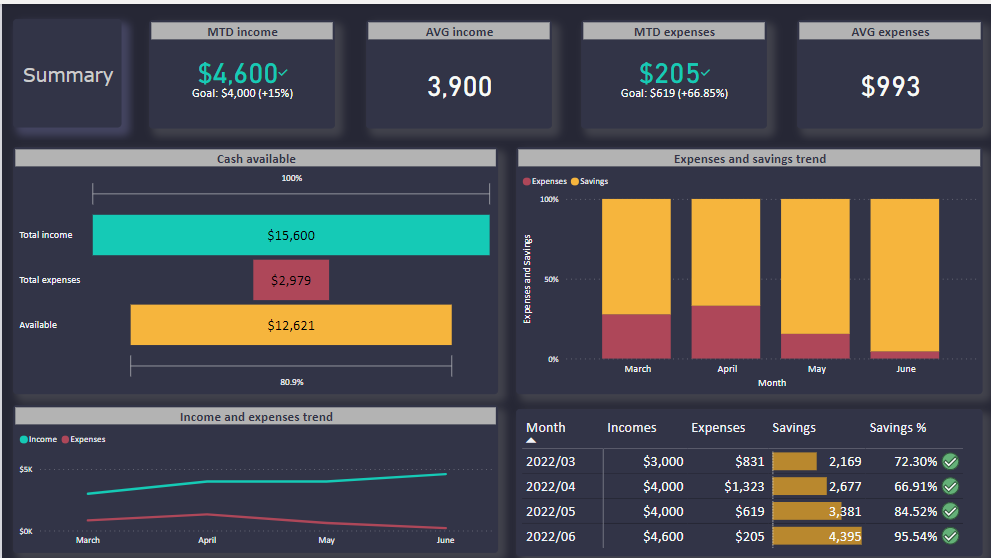 Summary
MTD income
$4,600
Goal: $4,000 (+15%)
AVG income
3,900
MTD expenses
$205
Goal: $619 (+66.85%)
AVG expenses
$993
Cash available
100%
Total income $15,600
Total expenses $2,979
Available $12,621
80.9%
Expenses and savings trend
Expenses Savings
Expenses and Savings
100%
50%
0%
March April May June
Month
Income and expenses trend
Income Expenses
$5K
$0K
March April May June
Month Incomes Expenses Savings Savings %
2022/03 $3,000 $831 2,169 72.30%
2022/04 $4,000 $1,323 2,677 66.91%
2022/05 $4,000 $619 3,381 84.52%
2022/06 $4,600 $205 4,395 95.54%